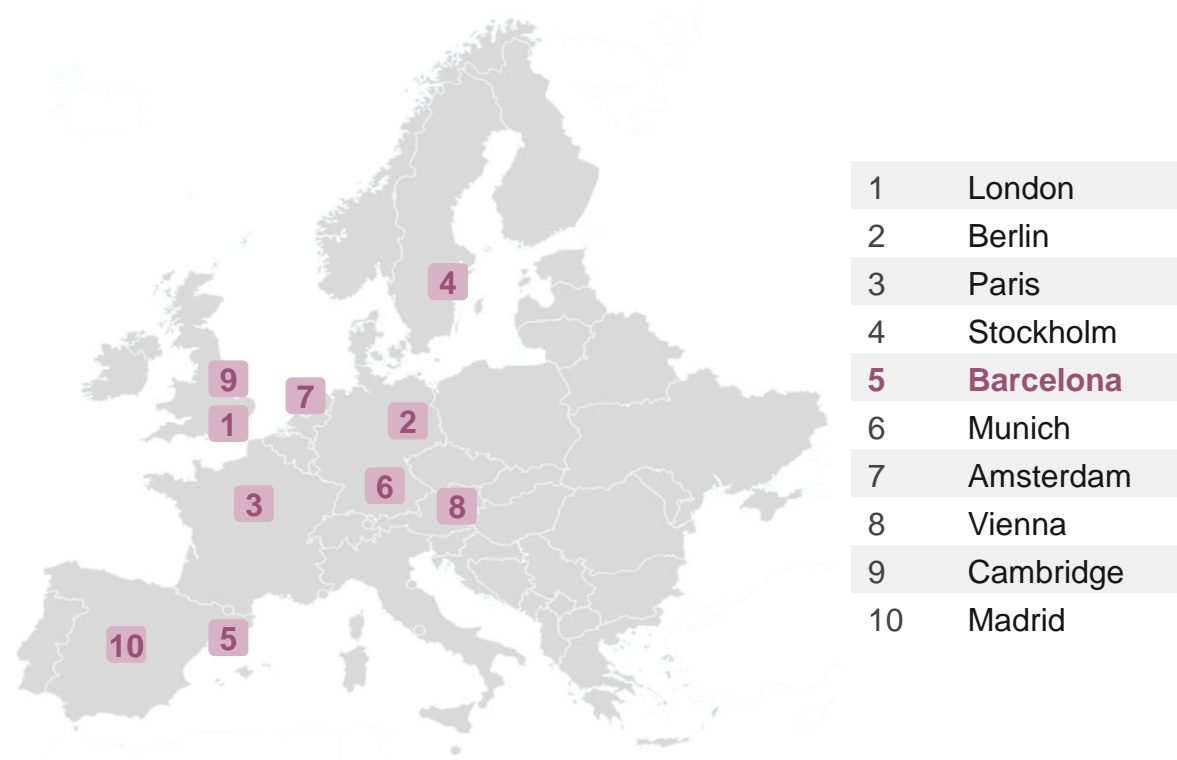 4
9
7
1
2
6
3
8
10
5
1 London
2 Berlin
3 Paris
4 Stockholm
5 Barcelona
6 Munich
7 Amsterdam
8 Vienna
9 Cambridge
10 Madrid